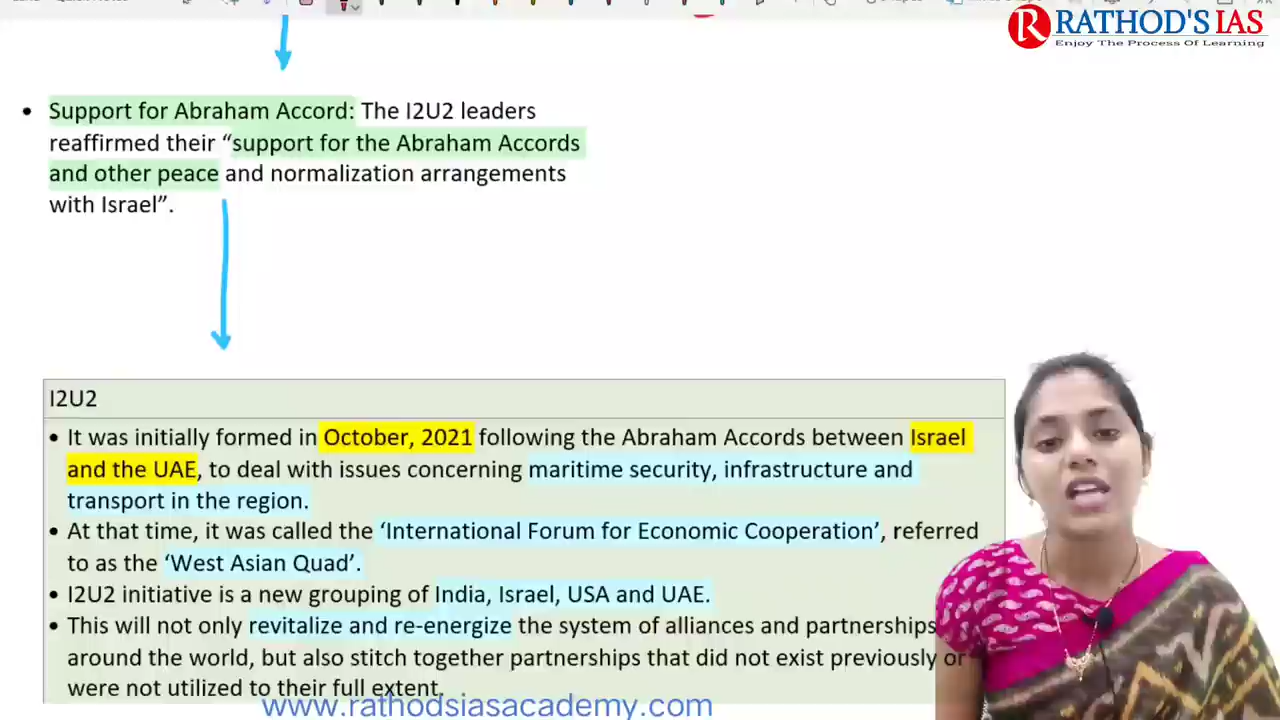 RATHOD'S IAS
Enjoy The Process Of Learning
• Support for Abraham Accord: The I2U2 leaders
reaffirmed their “support for the Abraham Accords
and other peace and normalization arrangements
with Israel”.
I2U2
• It was initially formed in October, 2021 following the Abraham Accords between Israel
and the UAE, to deal with issues concerning maritime security, infrastructure and
transport in the region.
• At that time, it was called the ‘International Forum for Economic Cooperation’, referred
to as the ‘West Asian Quad’.
• I2U2 initiative is a new grouping of India, Israel, USA and UAE.
• This will not only revitalize and re-energize the system of alliances and partnerships
around the world, but also stitch together partnerships that did not exist previously or
were not utilized to their full extent.
www.rathodsiasacademy.com